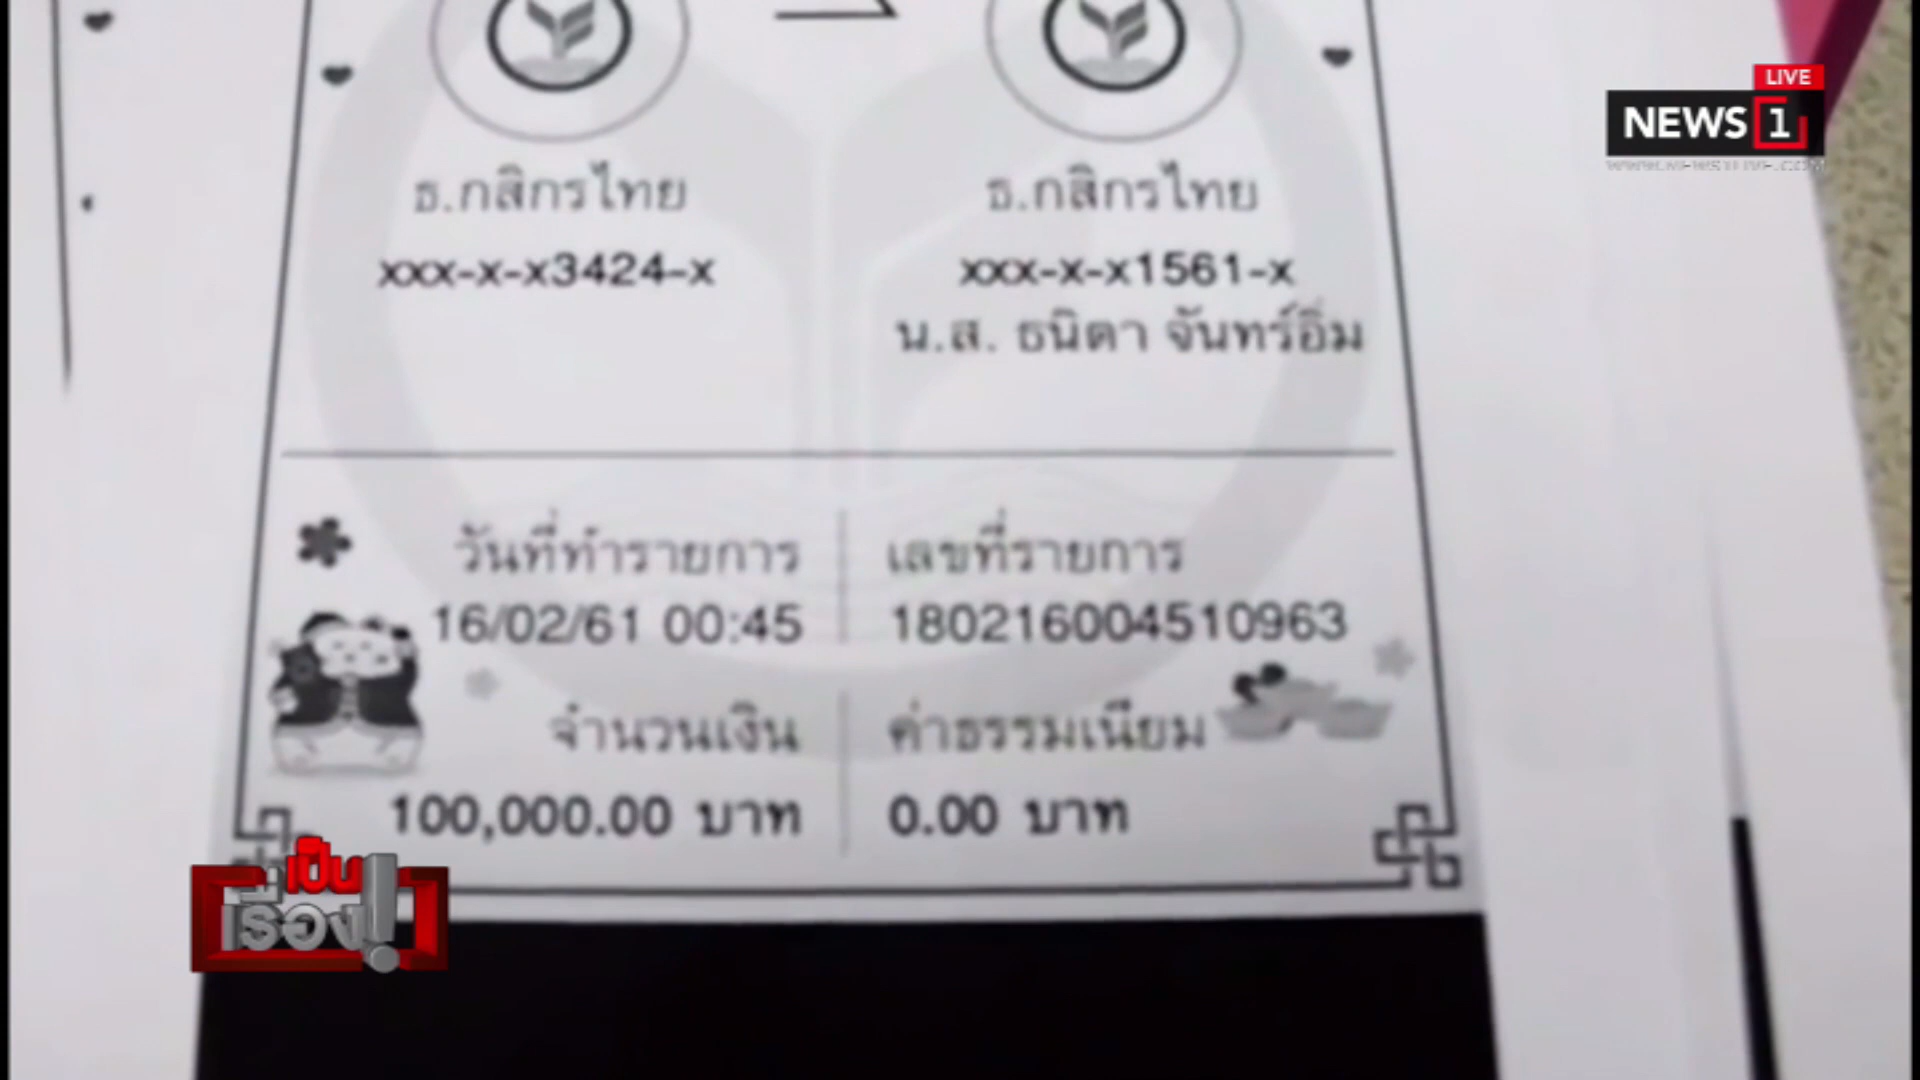 LIVE
NEWS 1
ธ.กสิกรไทย
ธ.กสิกรไทย
xxx-x-x3424-x
xxx-x-x1561-x
น.ส. ธนิดา จันทร์อิ่ม
วันที่ทำรายการ
เลขที่รายการ
16/02/61 00:45
180216004510963
จำนวนเงิน
ค่าธรรมเนียม
100,000.00 บาท
0.00 บาท
เป็น
เรื่อง!